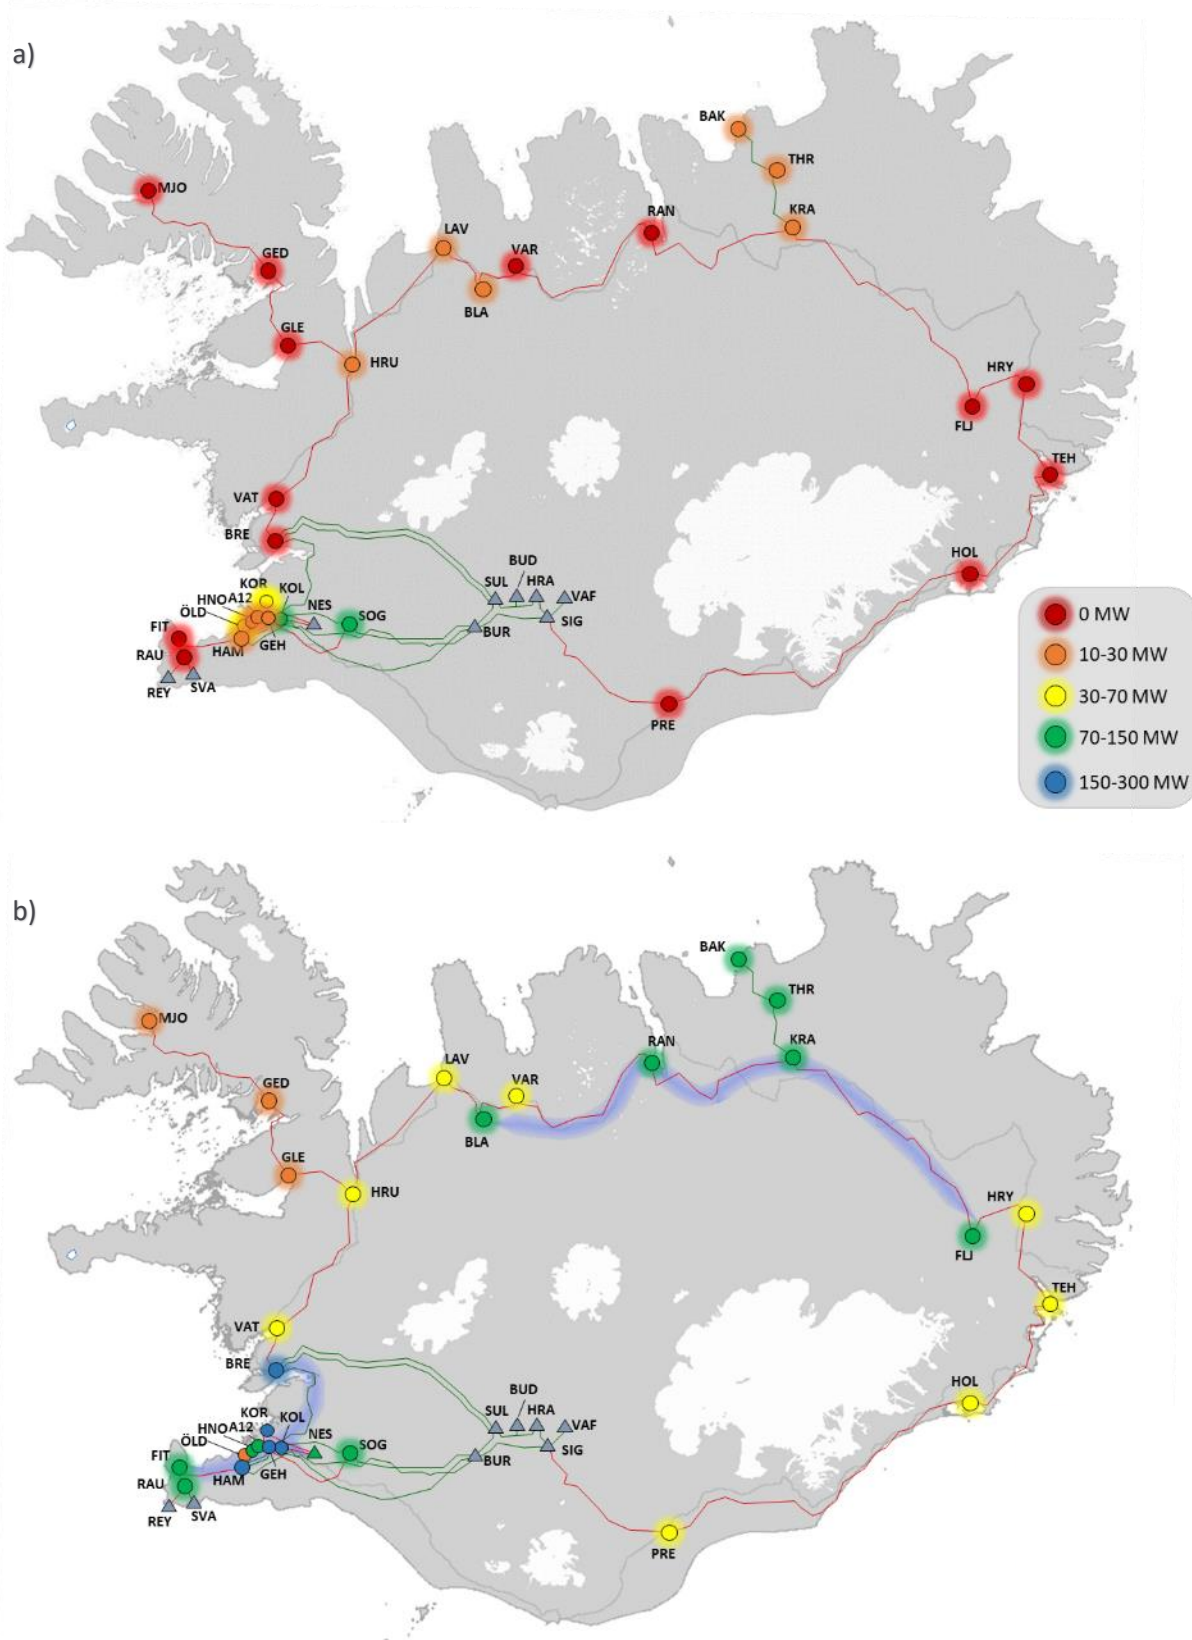 a)
BAK
THR
MJO
KRA
RAN
LAV
VAR
GED
BLA
GLE
HRU
HRY
FLJ
TEH
VAT
BRE
HOL
BUD
SUL
HRA
VAF
KOR
KOL
HNO A12
NES
ÖLD
SOG
SIG
FIT
BUR
GEH
HAM
RAU
REY
SVA
PRE
0 MW
10-30 MW
30-70 MW
70-150 MW
150-300 MW
b)
BAK
THR
MJO
KRA
RAN
LAV
VAR
GED
BLA
GLE
HRU
HRY
FLJ
TEH
VAT
BRE
HOL
BUD
SUL
HRA
VAF
KOR
KOL
HNO A12
NES
ÖLD
SOG
SIG
FIT
BUR
GEH
HAM
RAU
REY
SVA
PRE